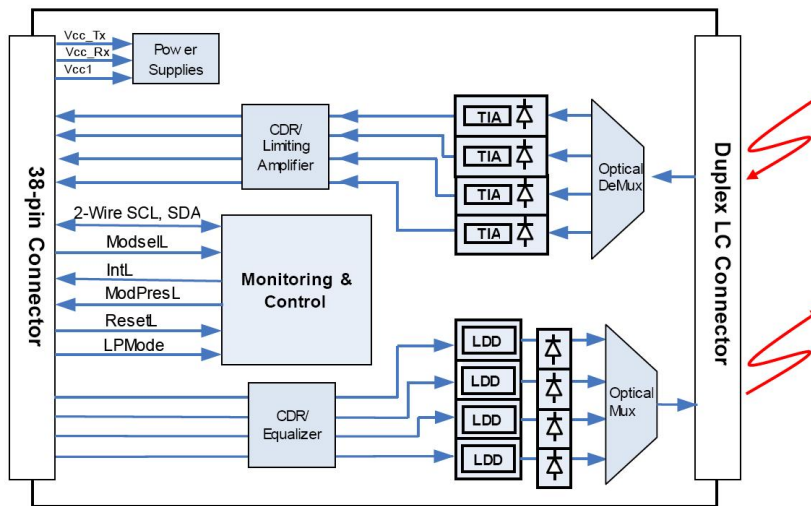 Vcc_Tx
Vcc_Rx
Vcc1
Power
Supplies
38-pin Connector
CDR/
Limiting
Amplifier
TIA
TIA
TIA
TIA
Optical
DeMux
Duplex LC Connector
2-Wire SCL, SDA
ModselL
IntL
ModPresL
ResetL
LPMode
Monitoring &
Control
CDR/
Equalizer
LDD
LDD
LDD
LDD
Optical
Mux